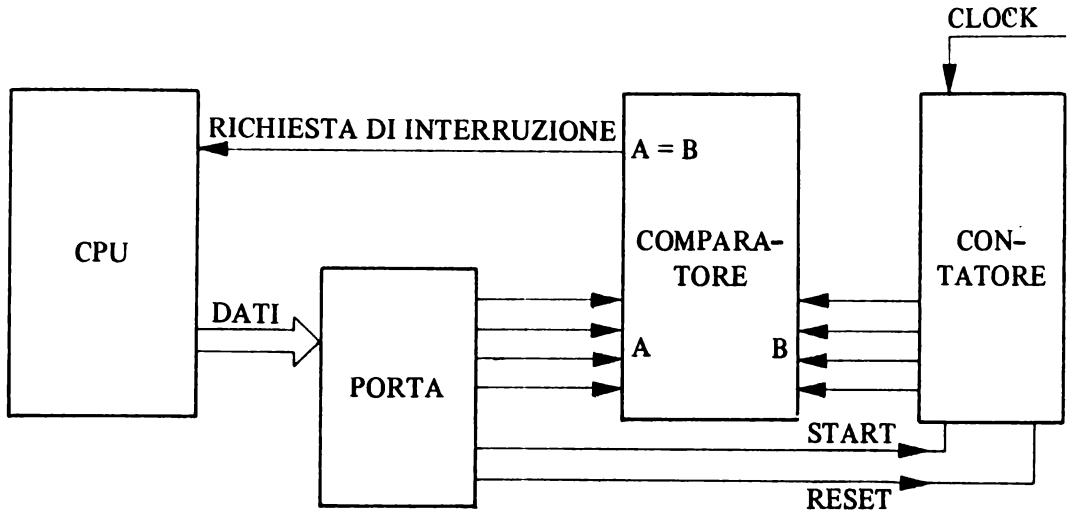 CLOCK
RICHIESTA DI INTERRUZIONE
A = B
CPU
COMPARA-
TORE
CON-
TATORE
DATI
A
B
PORTA
START
RESET